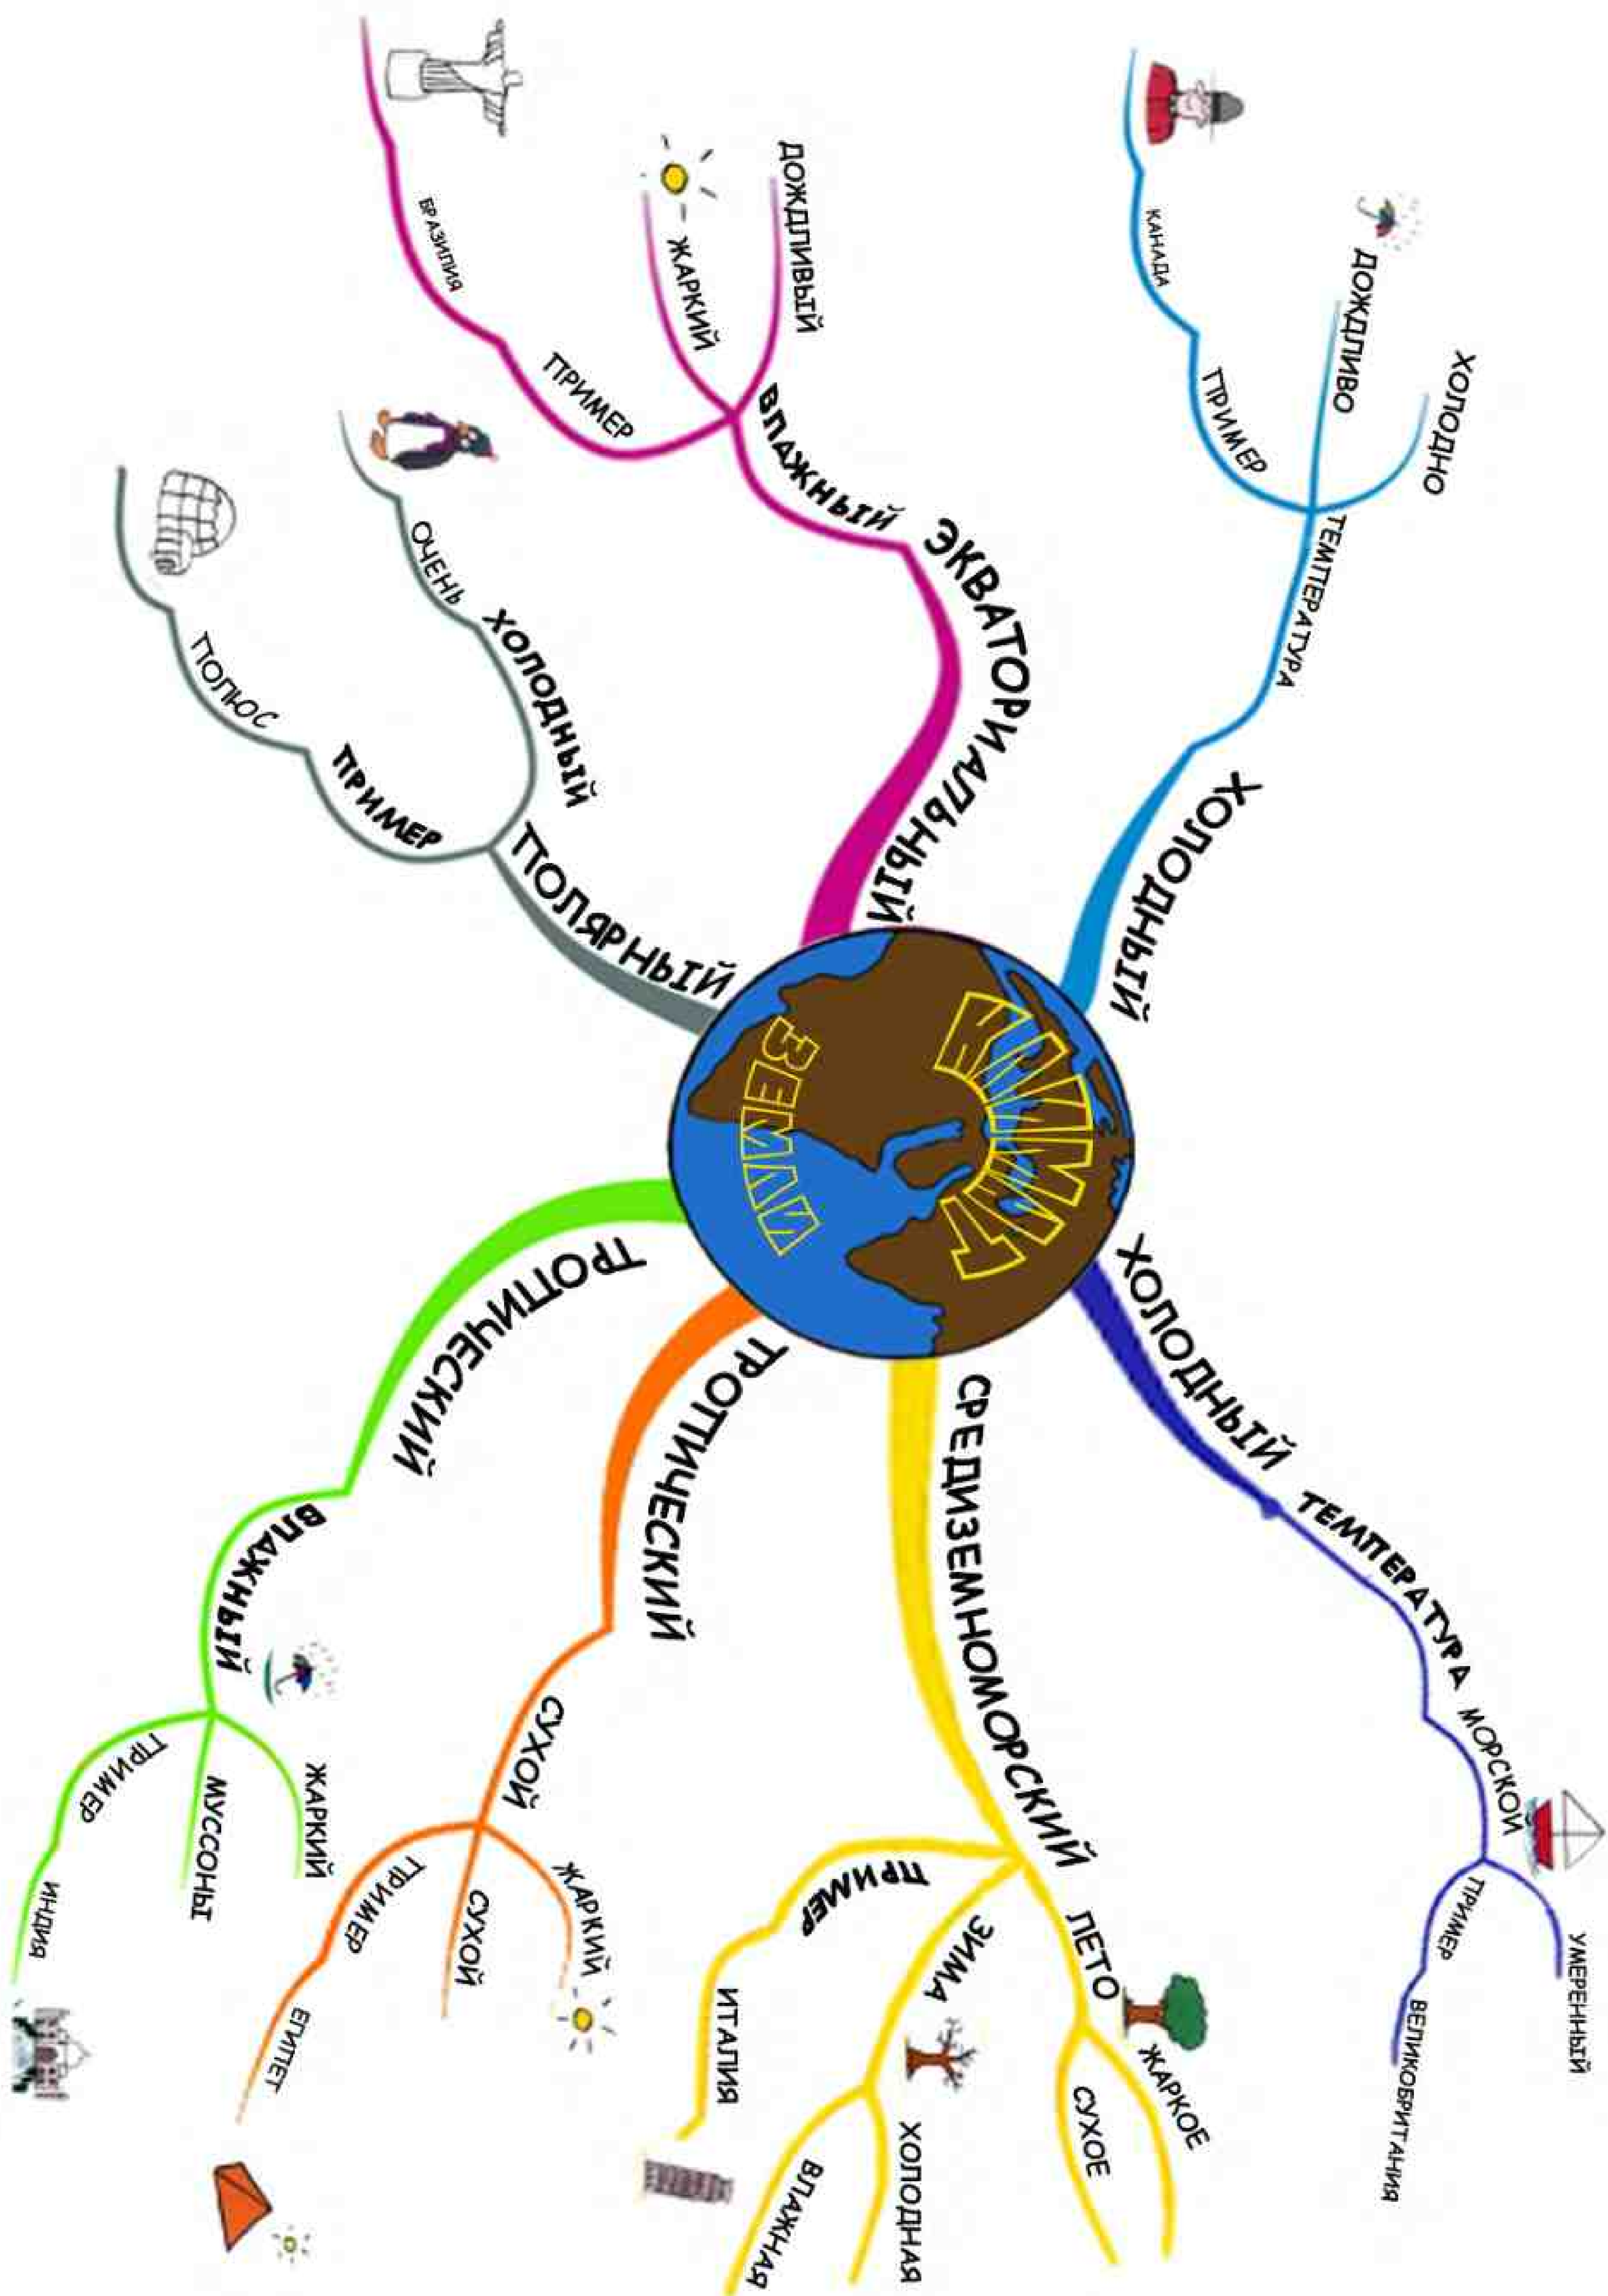 КЛИМАТ
ЗЕМЛИ
ХОЛОДНЫЙ
ТЕМПЕРАТУРА
МОРСКОЙ
УМЕРЕННЫЙ
ПРИМЕР
ВЕЛИКОБРИТАНИЯ
СРЕДИЗЕМНОМОРСКИЙ
ЛЕТО
ЖАРКОЕ
СУХОЕ
ЗИМА
ХОЛОДНАЯ
ВЛАЖНАЯ
ПРИМЕР
ИТАЛИЯ
ТРОПИЧЕСКИЙ
СУХОЙ
ЖАРКИЙ
СУХОЙ
ПРИМЕР
ЕГИПЕТ
ТРОПИЧЕСКИЙ
ВЛАЖНЫЙ
ЖАРКИЙ
МУССОНЫ
ПРИМЕР
ИНДИЯ
ПОЛЯРНЫЙ
ХОЛОДНЫЙ
ОЧЕНЬ
ПРИМЕР
ПОЛЮС
ЭКВАТОРИАЛЬНЫЙ
ВЛАЖНЫЙ
ДОЖДЛИВЫЙ
ЖАРКИЙ
ПРИМЕР
БРАЗИЛИЯ
ХОЛОДНЫЙ
ТЕМПЕРАТУРА
ХОЛОДНО
ДОЖДЛИВО
ПРИМЕР
КАНАДА